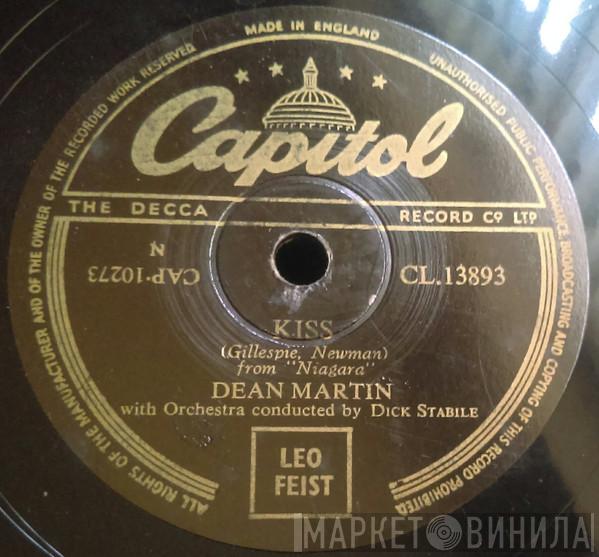 MADE IN ENGLAND
ALL RIGHTS OF THE MANUFACTURER AND OF THE OWNER OF THE RECORDED WORK RESERVED
UNAUTHORISED PUBLIC PERFORMANCE BROADCASTING AND COPYING OF THIS RECORD PROHIBITED
Capitol
THE DECCA RECORD Cº LTD
N
CAP·10273
CL.13893
KISS
(Gillespie, Newman)
from "Niagara"
DEAN MARTIN
with Orchestra conducted by DICK STABILE
LEO
FEIST
МАРКЕТ ВИНИЛА